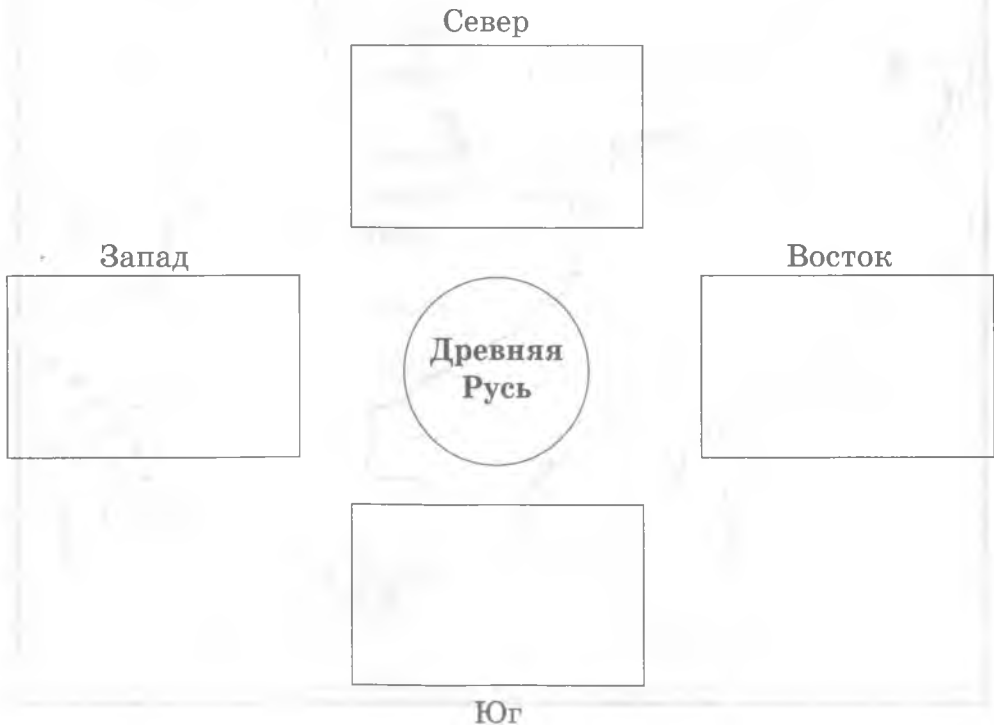 Север
Запад
Восток
Древняя
Русь
Юг